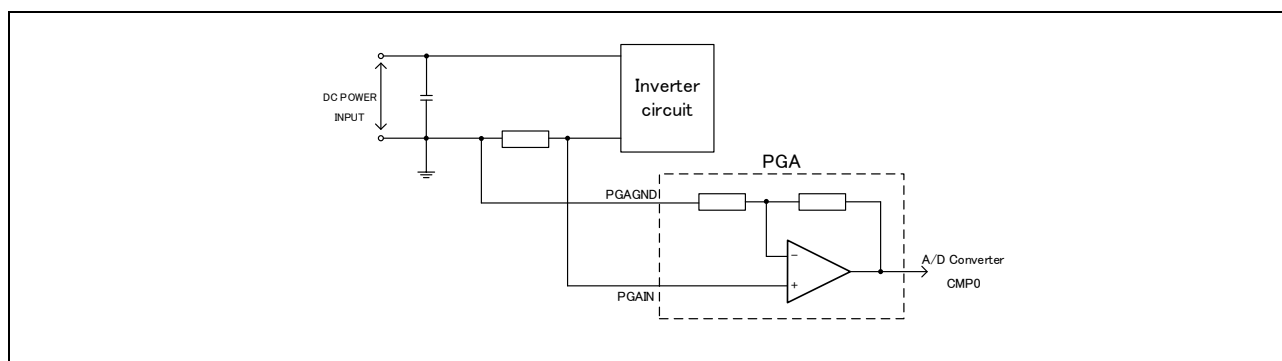 DC POWER
INPUT
Inverter
circuit
PGA
PGAGND
PGAIN
−
+
A/D Converter
CMP0